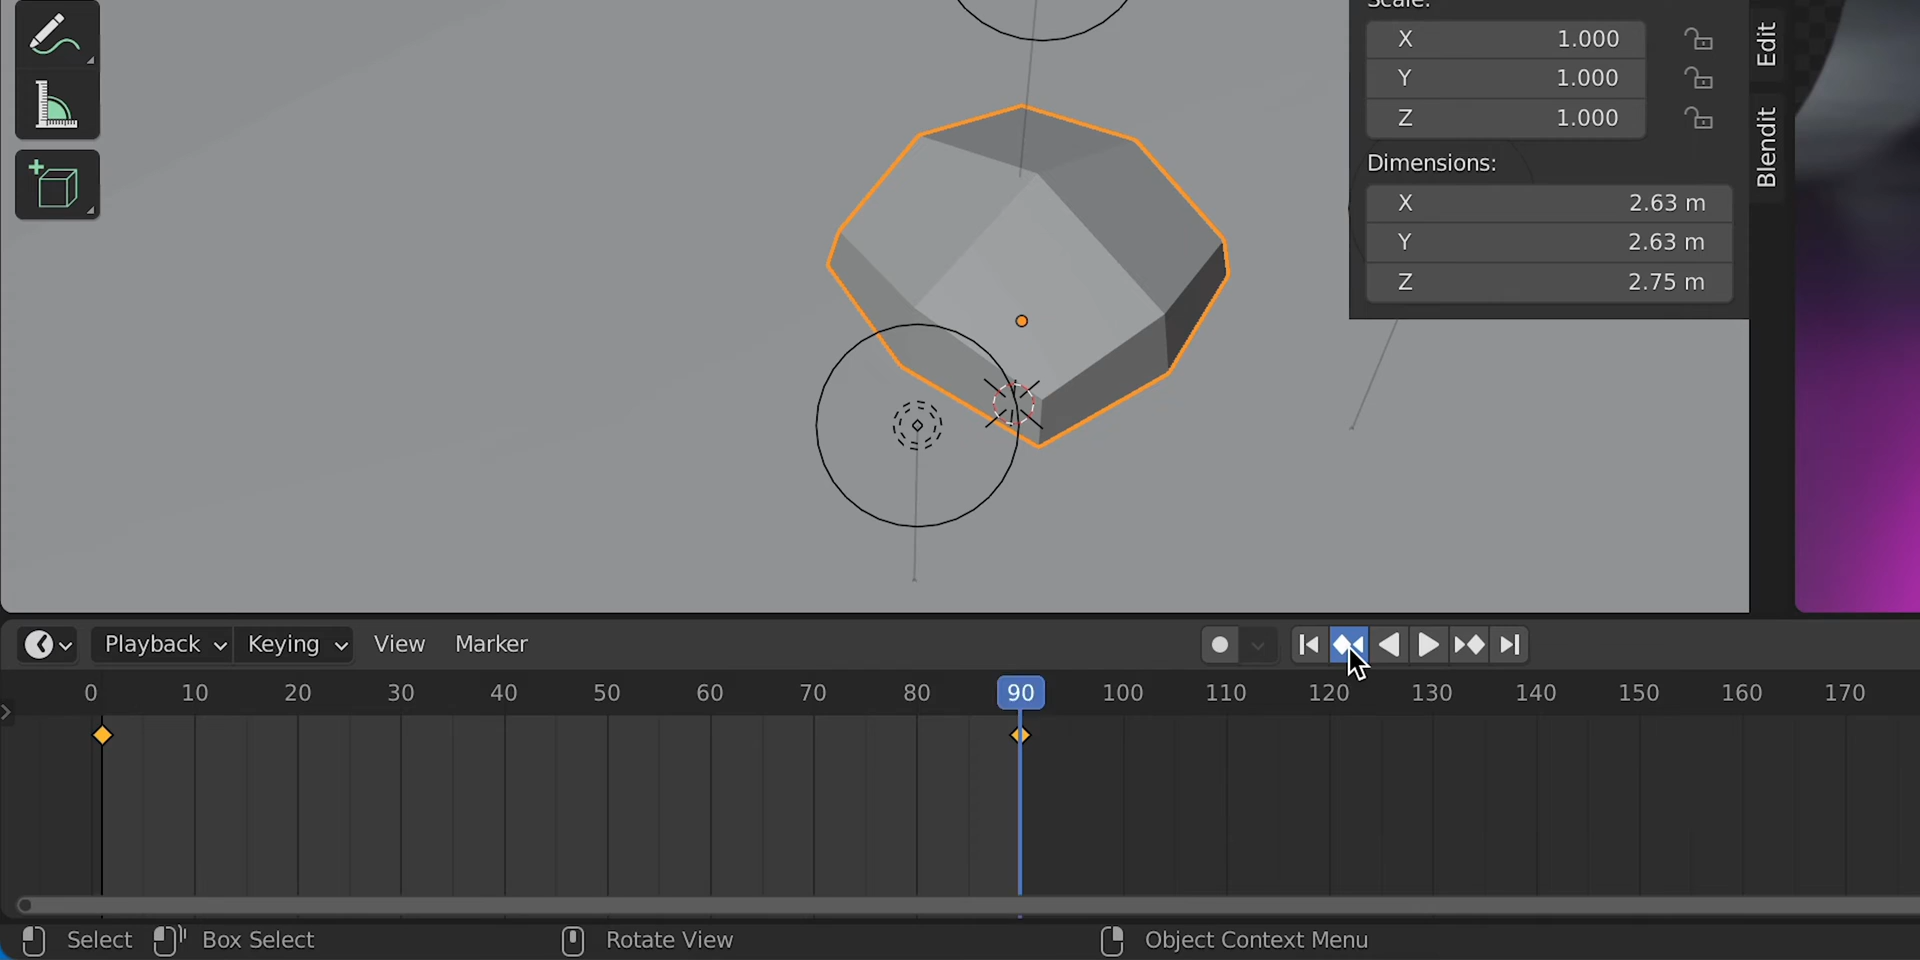 Scale:
X 1.000
Y 1.000
Z 1.000
Dimensions:
X 2.63 m
Y 2.63 m
Z 2.75 m
Edit
Blendit
Playback Keying View Marker
0 10 20 30 40 50 60 70 80 90 100 110 120 130 140 150 160 170
Select Box Select Rotate View Object Context Menu